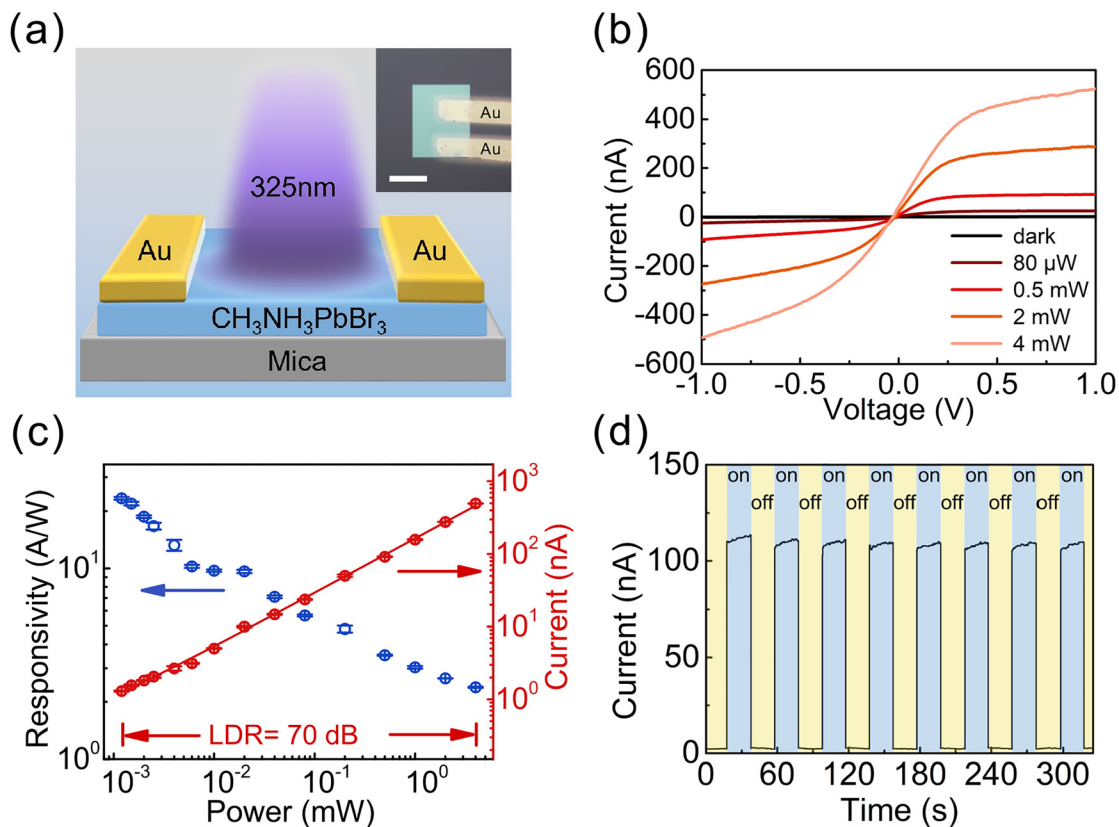 (a)
Au
Au
325nm
Au
Au
CH₃NH₃PbBr₃
Mica
(b)
600
400
200
0
-200
-400
-600
Current (nA)
dark
80 µW
0.5 mW
2 mW
4 mW
-1.0 -0.5 0.0 0.5 1.0
Voltage (V)
(c)
Responsivity (A/W)
10¹
10⁰
10³
10²
10¹
10⁰
Current (nA)
LDR= 70 dB
10⁻³ 10⁻² 10⁻¹ 10⁰
Power (mW)
(d)
150
100
50
0
Current (nA)
on on on on on on on on
off off off off off off off
0 60 120 180 240 300
Time (s)